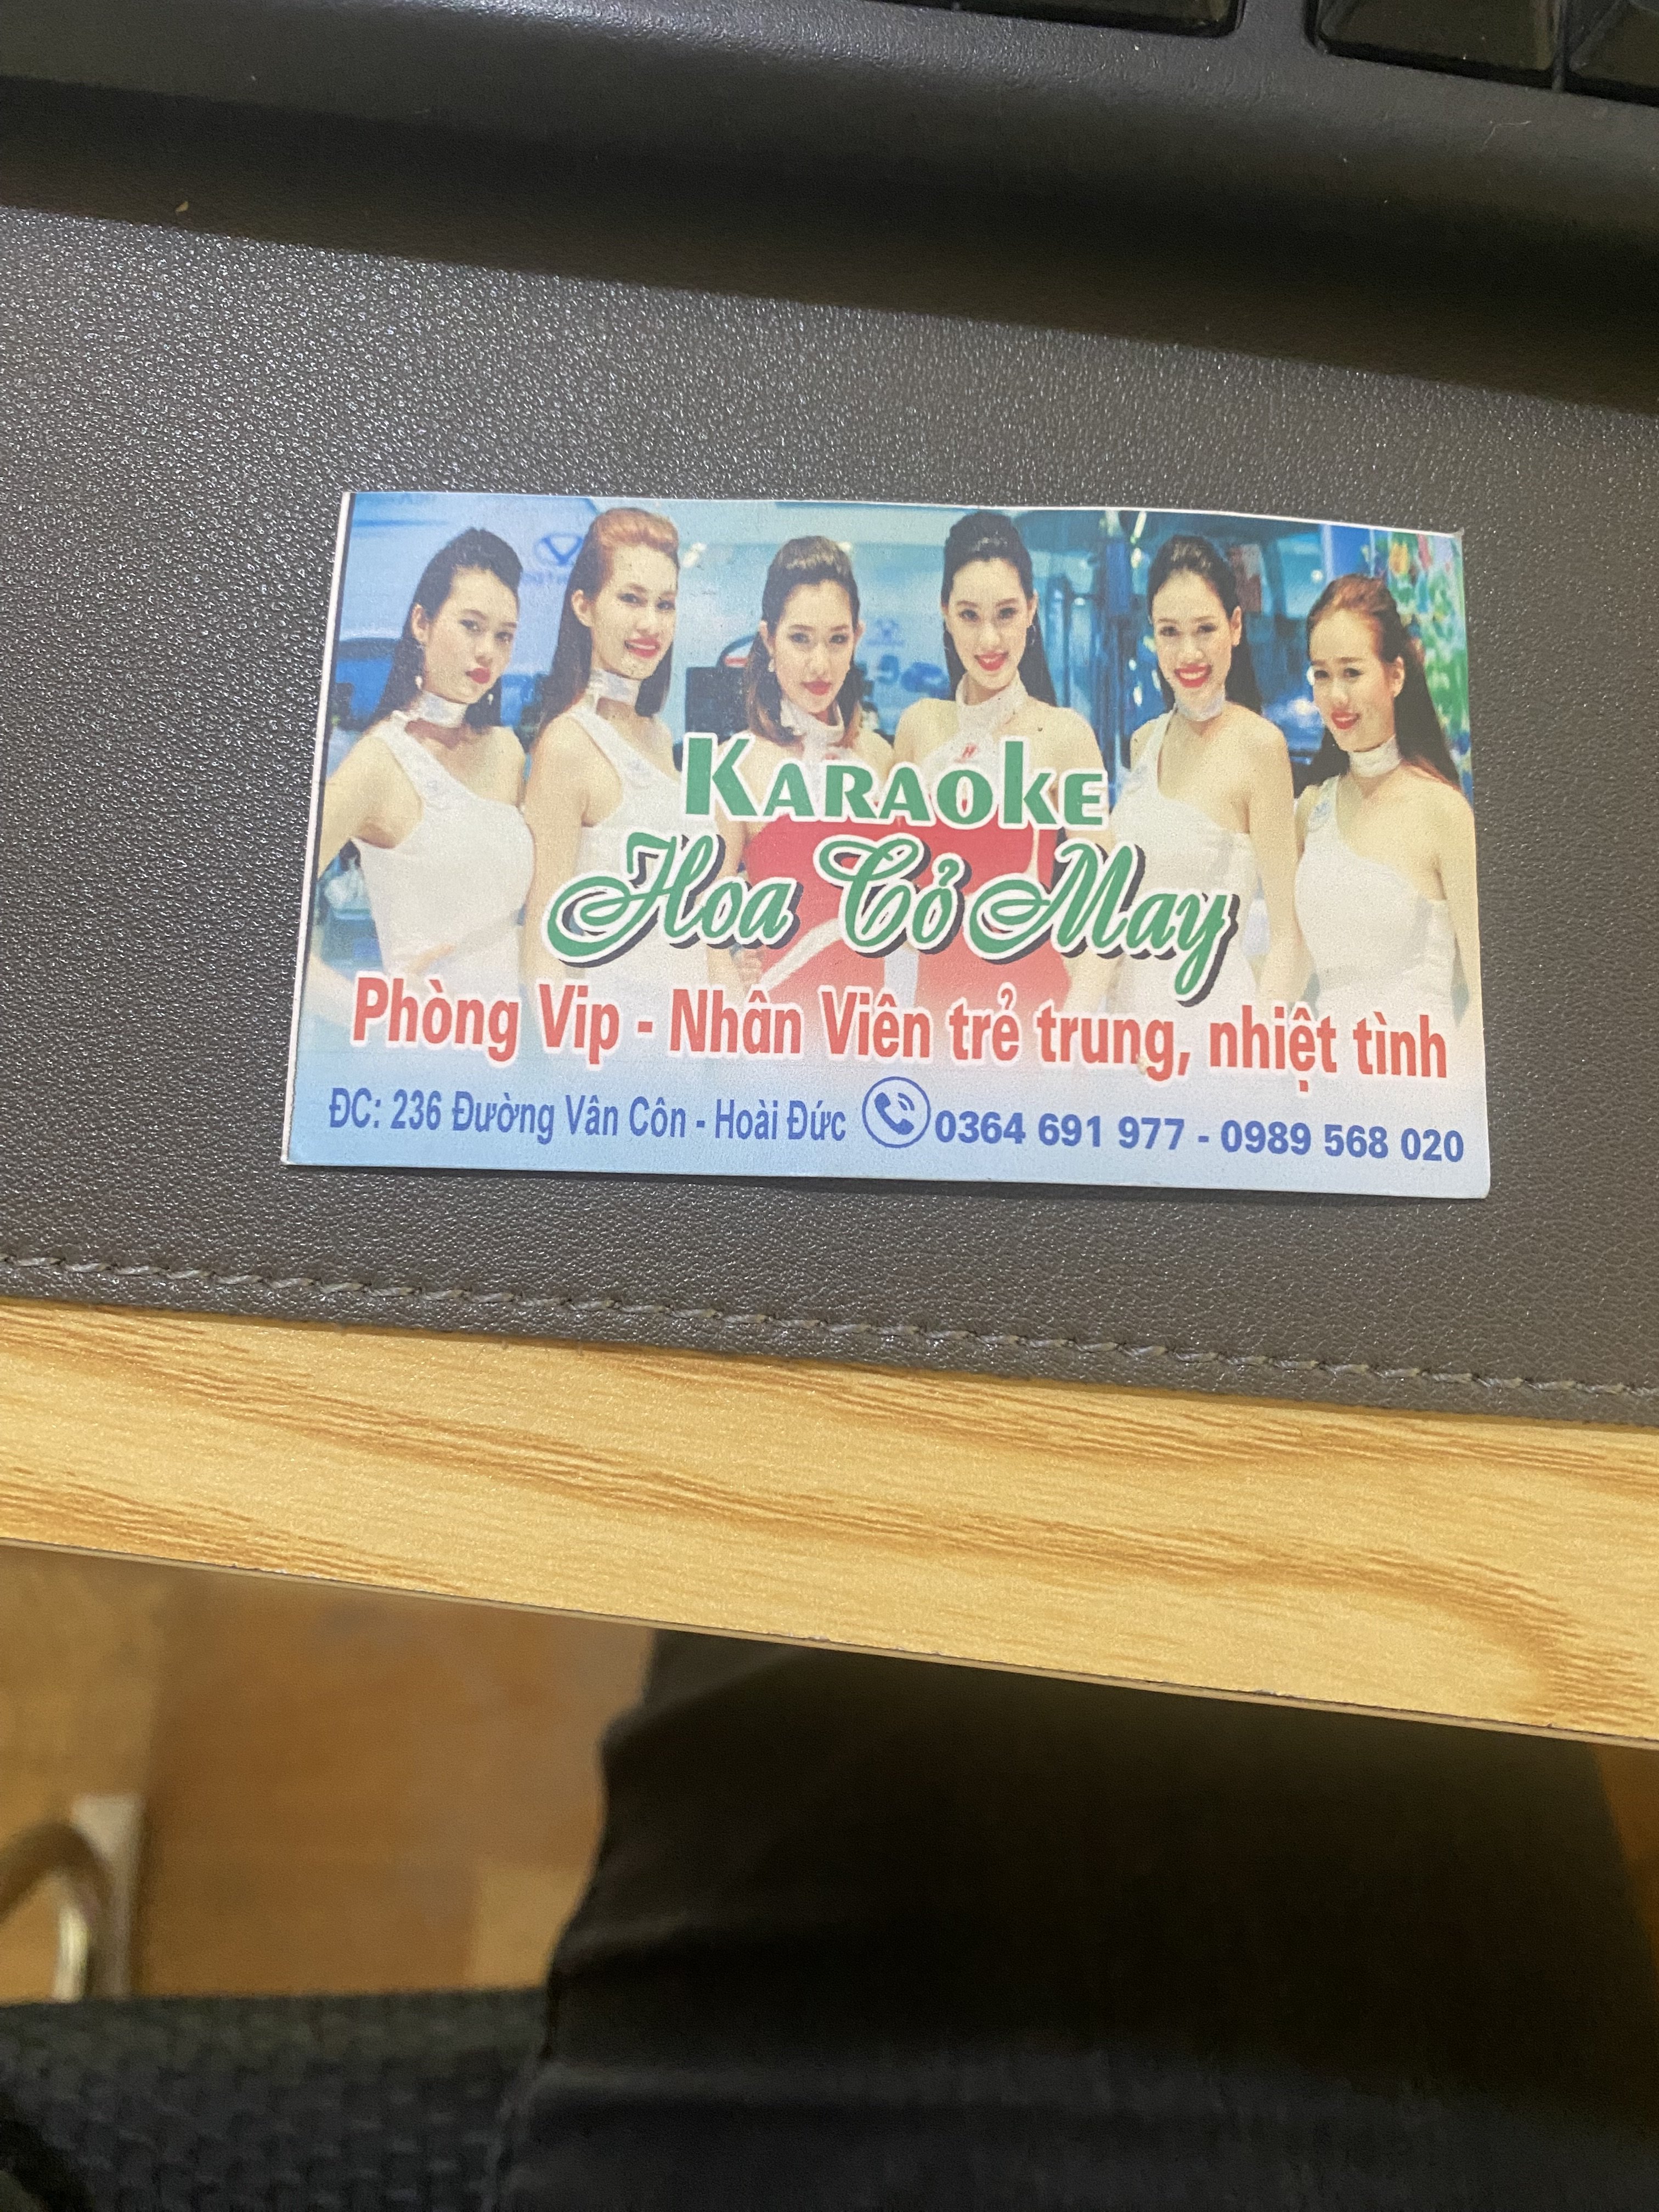 KARAOKE
Hoa Cỏ May
Phòng Vip - Nhân Viên trẻ trung, nhiệt tình
ĐC: 236 Đường Vân Côn - Hoài Đức 0364 691 977 - 0989 568 020